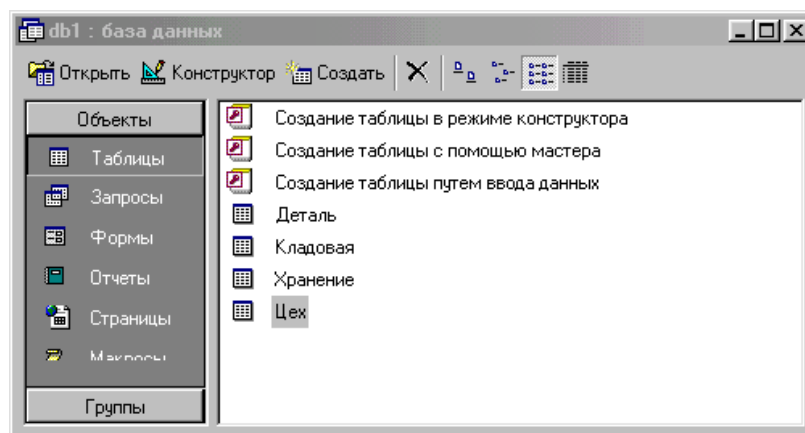 db1 : база данных
Открыть Конструктор Создать
Объекты
Таблицы
Запросы
Формы
Отчеты
Страницы
Макросы
Группы
Создание таблицы в режиме конструктора
Создание таблицы с помощью мастера
Создание таблицы путем ввода данных
Деталь
Кладовая
Хранение
Цех